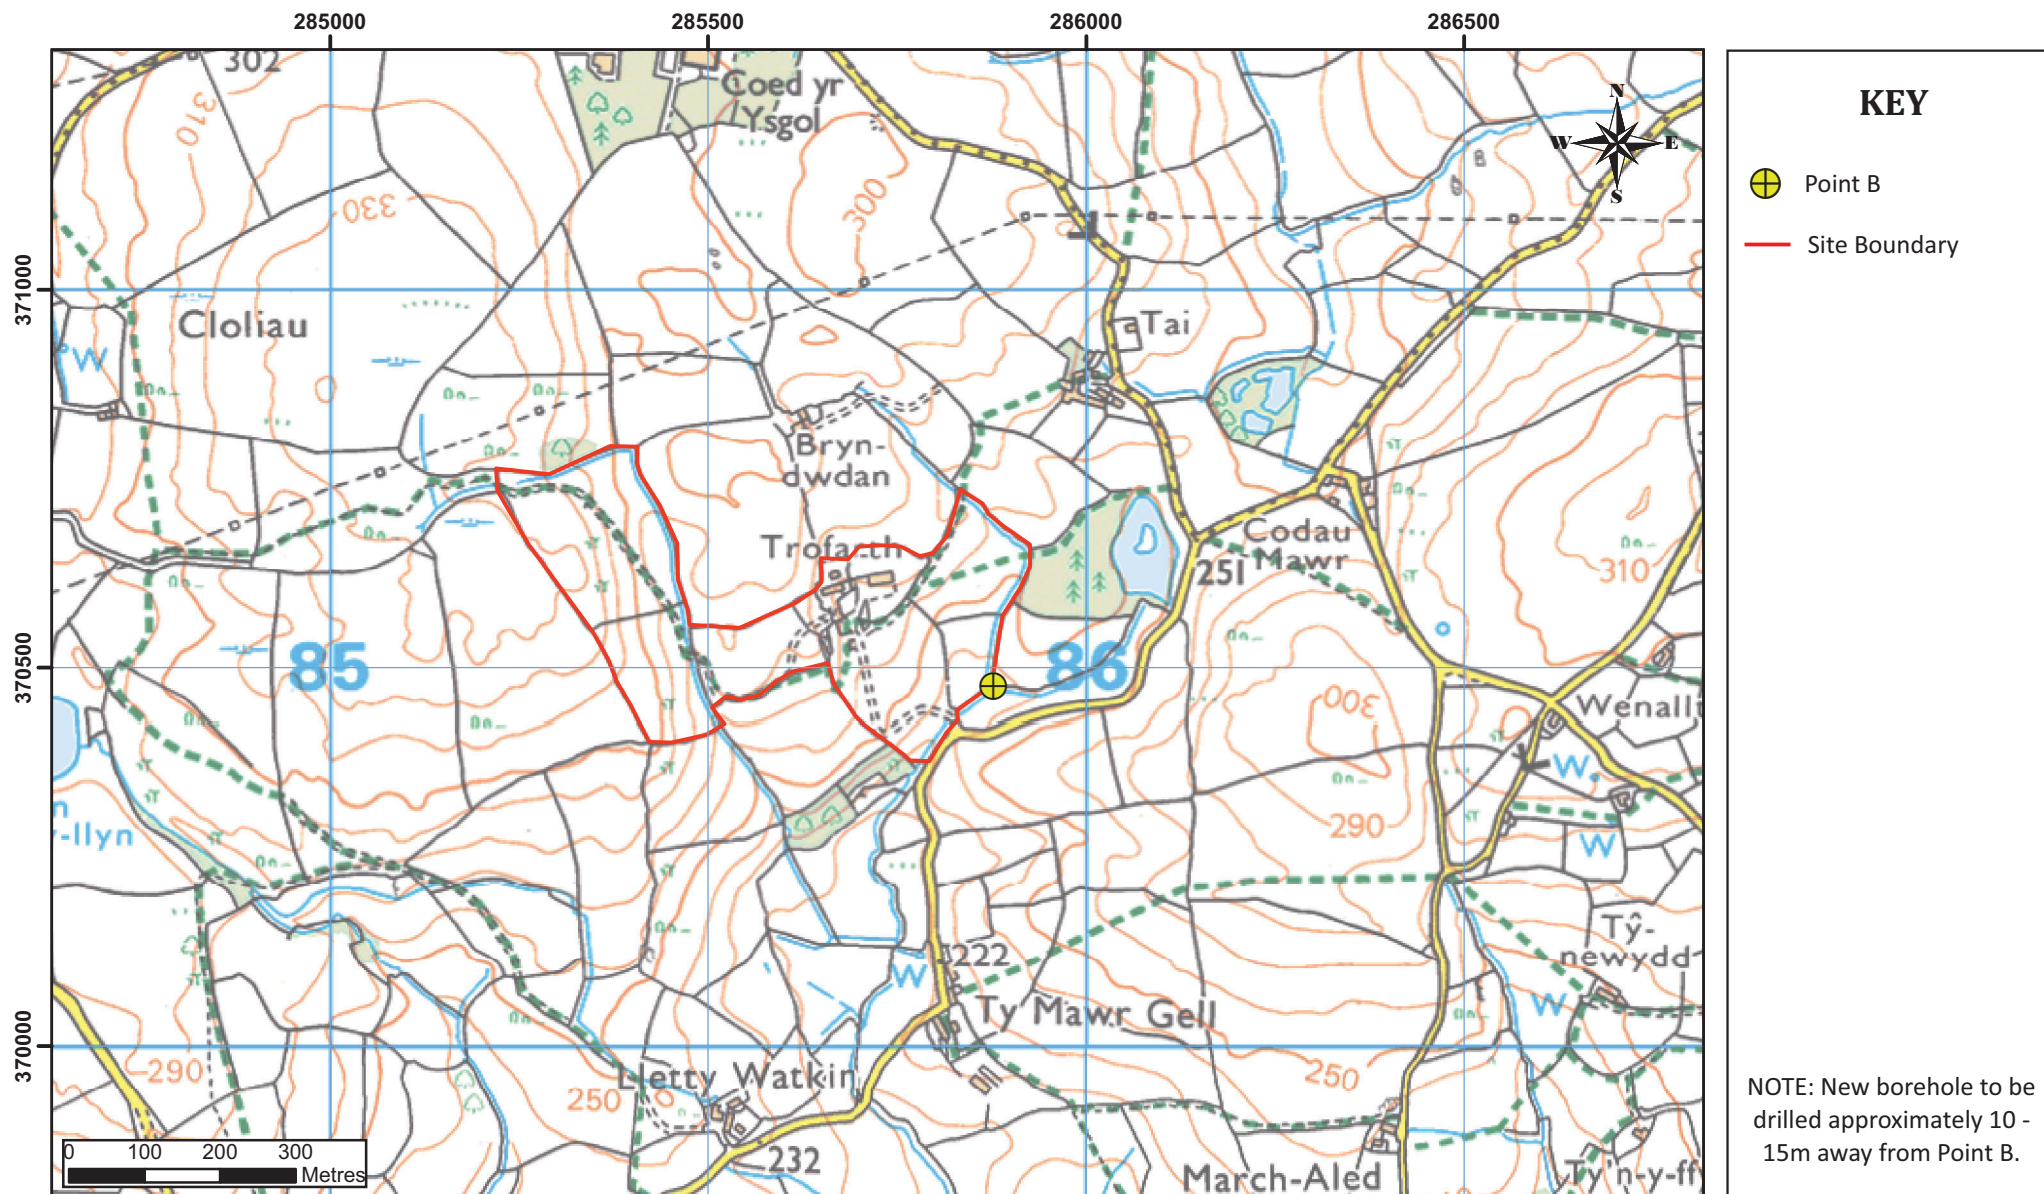 285000
285500
286000
286500
371000
370500
370000
302
310
330
Coed yr
Ysgol
300
Cloliau
W
Tai
Bryn-
dwdan
Trofarth
Codau
Mawr
251
310
85
86
300
290
Wenallt
W
W
-llyn
222
W
Ty Mawr Gell
Tŷ-
newydd
W
290
250
Lletty Watkin
232
250
March-Aled
Ty'n-y-ff
0 100 200 300
Metres
N
W E
S
KEY
Point B
Site Boundary
NOTE: New borehole to be
drilled approximately 10 -
15m away from Point B.